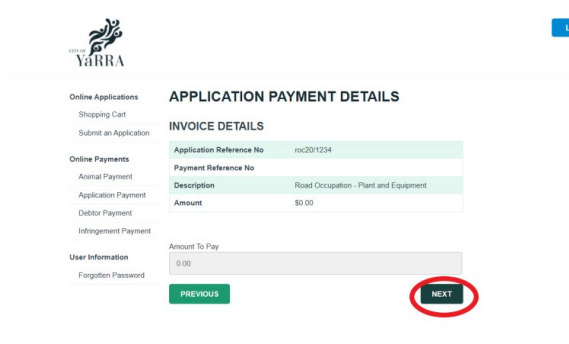 CITY OF
YaRRA
Online Applications
Shopping Cart
Submit an Application
Online Payments
Animal Payment
Application Payment
Debtor Payment
Infringement Payment
User Information
Forgotten Password
APPLICATION PAYMENT DETAILS
INVOICE DETAILS
Application Reference No roc20/1234
Payment Reference No
Description Road Occupation - Plant and Equipment
Amount $0.00
Amount To Pay
0.00
PREVIOUS NEXT